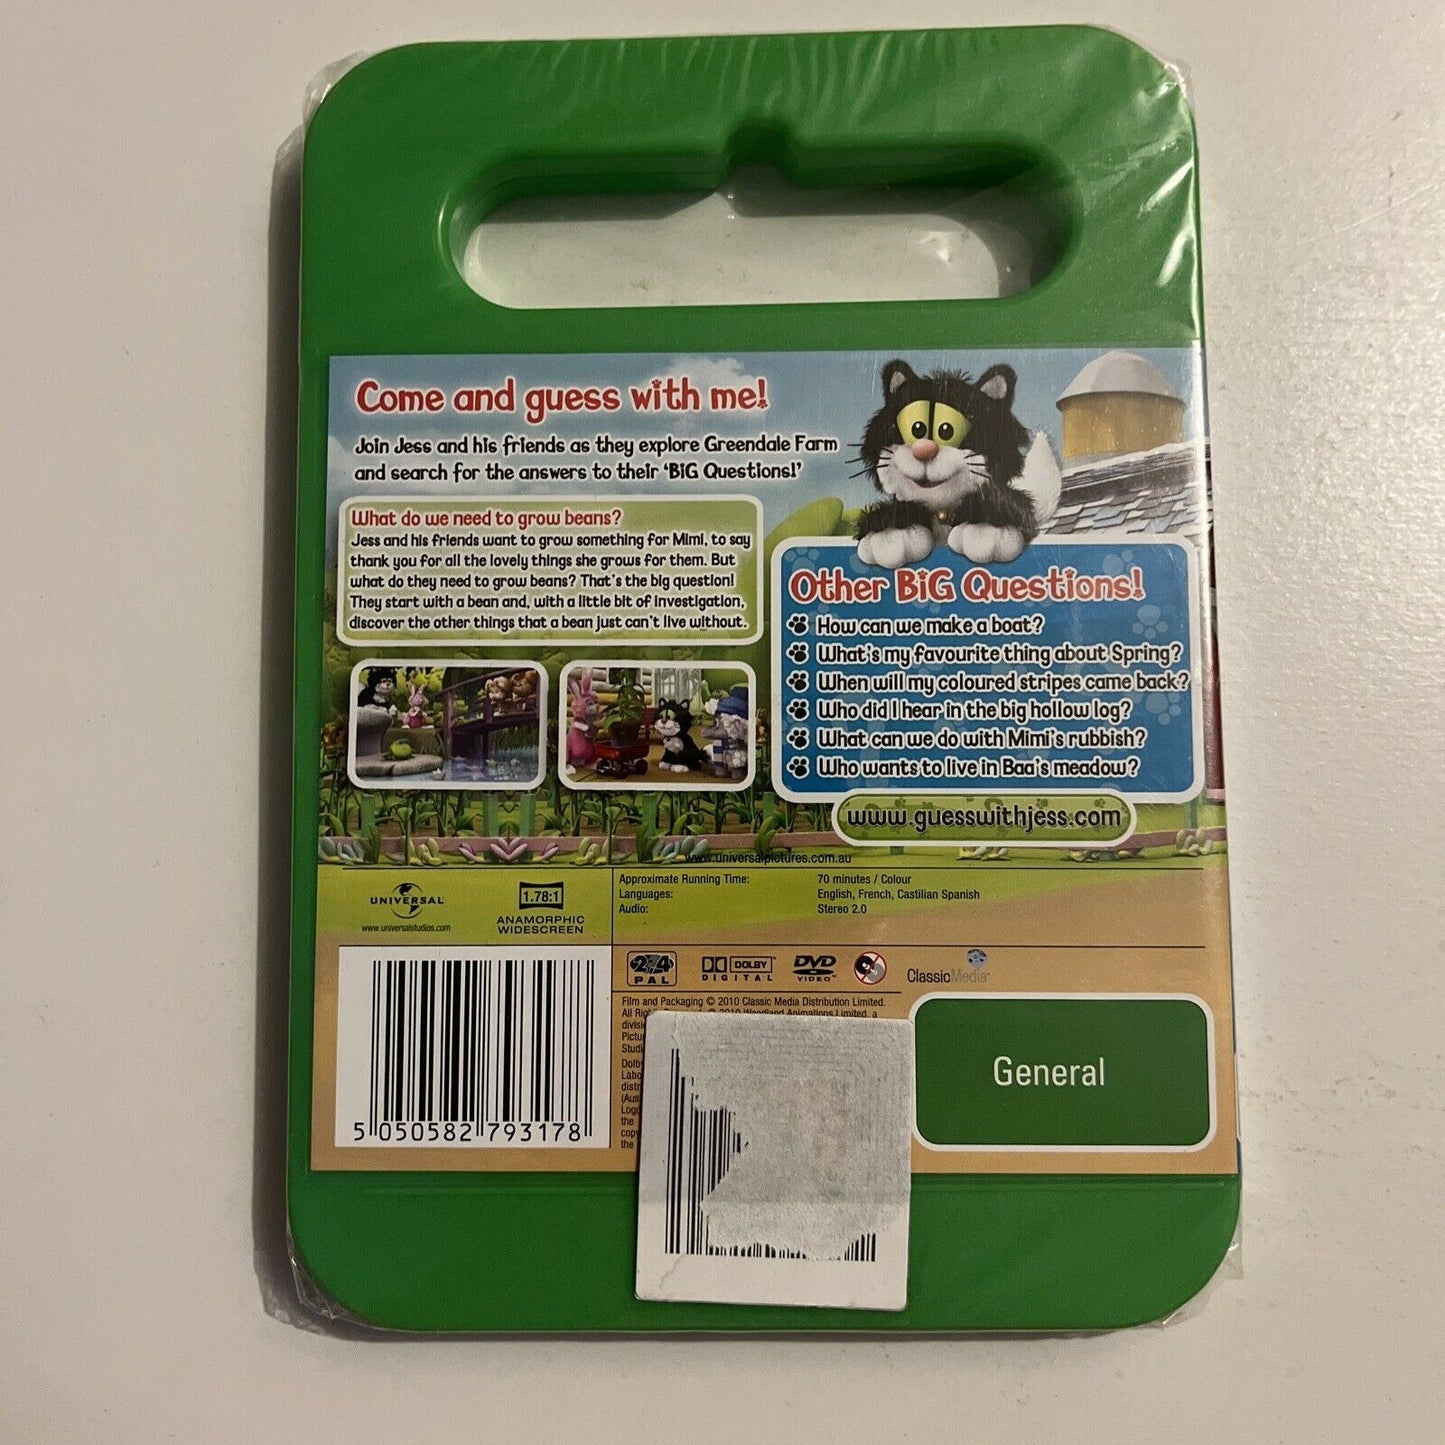 Come and guess with me!
Join Jess and his friends as they explore Greendale Farm
and search for the answers to their 'BiG Questions!'
What do we need to grow beans?
Jess and his friends want to grow something for Mimi, to say
thank you for all the lovely things she grows for them. But
what do they need to grow beans? That's the big question!
They start with a bean and, with a little bit of investigation,
discover the other things that a bean just can't live without.
Other BiG Questions!
How can we make a boat?
What's my favourite thing about Spring?
When will my coloured stripes came back?
Who did I hear in the big hollow log?
What can we do with Mimi's rubbish?
Who wants to live in Baa's meadow?
www.guesswithjess.com
www.universalpictures.com.au
UNIVERSAL
www.universalstudios.com
1.78:1
ANAMORPHIC
WIDESCREEN
Approximate Running Time: 70 minutes / Colour
Languages: English, French, Castilian Spanish
Audio: Stereo 2.0
2 4
PAL
DOLBY
DIGITAL
DVD
VIDEO
ClassicMedia
Film and Packaging © 2010 Classic Media Distribution Limited.
All © 2010 Woodland Animations Limited, a
General
5 050582 793178